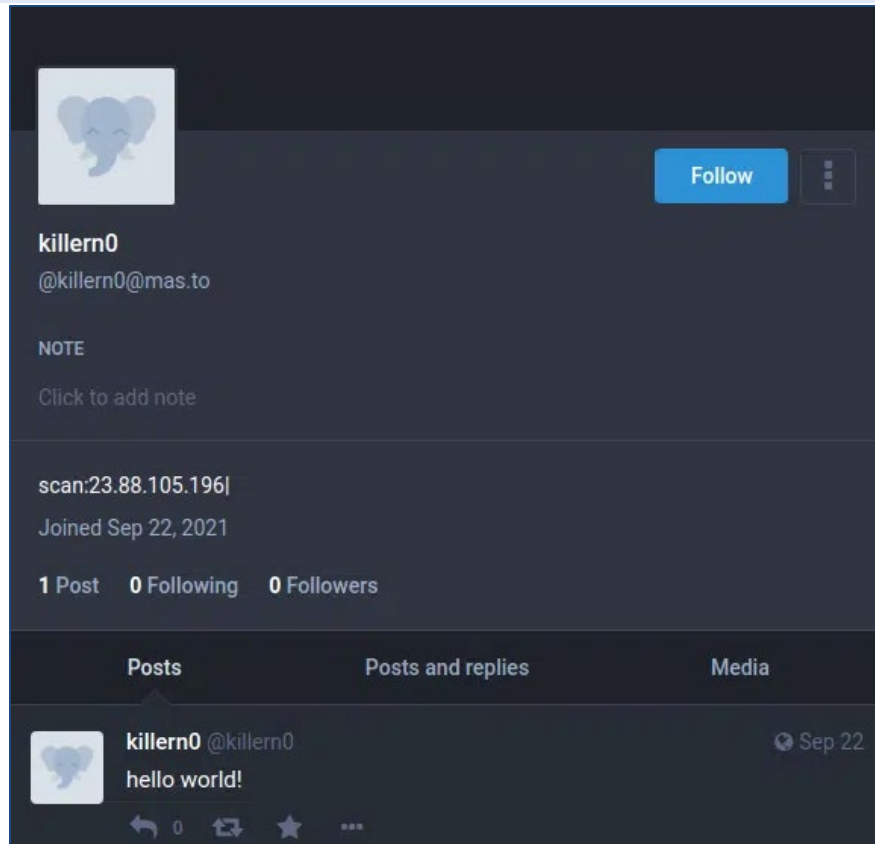 Follow
killern0
@killern0@mas.to
NOTE
Click to add note
scan:23.88.105.196|
Joined Sep 22, 2021
1 Post 0 Following 0 Followers
Posts Posts and replies Media
killern0 @killern0 Sep 22
hello world!
0